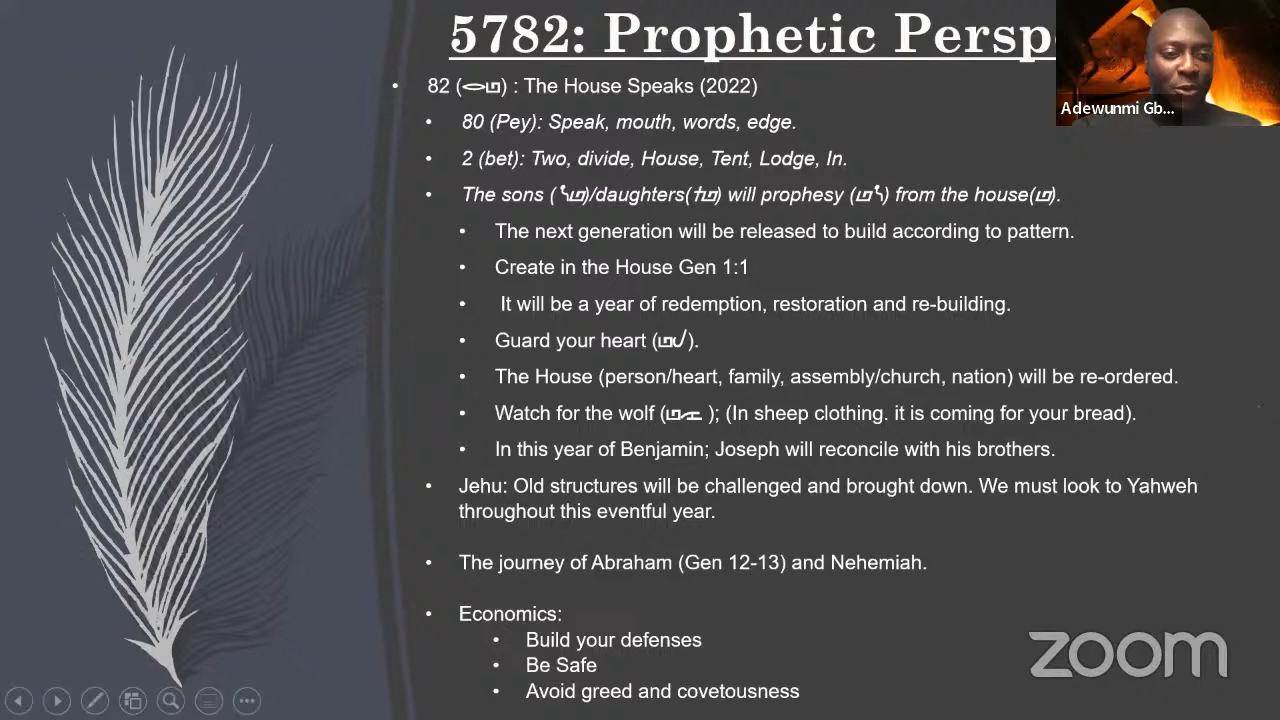 5782: Prophetic Persp
Adewunmi Gb...
• 82 () : The House Speaks (2022)
• 80 (Pey): Speak, mouth, words, edge.
• 2 (bet): Two, divide, House, Tent, Lodge, In.
• The sons ()/daughters() will prophesy () from the house().
• The next generation will be released to build according to pattern.
• Create in the House Gen 1:1
• It will be a year of redemption, restoration and re-building.
• Guard your heart ().
• The House (person/heart, family, assembly/church, nation) will be re-ordered.
• Watch for the wolf ( ); (In sheep clothing. it is coming for your bread).
• In this year of Benjamin; Joseph will reconcile with his brothers.
• Jehu: Old structures will be challenged and brought down. We must look to Yahweh
throughout this eventful year.
• The journey of Abraham (Gen 12-13) and Nehemiah.
• Economics:
• Build your defenses
• Be Safe
• Avoid greed and covetousness
zoom